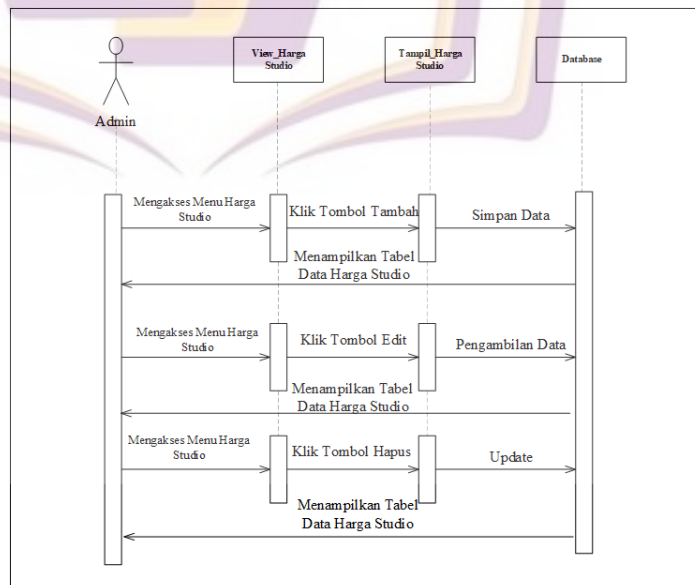 View_Harga
Studio
Tampil_Harga
Studio
Database
Admin
Mengakses Menu Harga
Studio
Klik Tombol Tambah
Simpan Data
Menampilkan Tabel
Data Harga Studio
Mengakses Menu Harga
Studio
Klik Tombol Edit
Pengambilan Data
Menampilkan Tabel
Data Harga Studio
Mengakses Menu Harga
Studio
Klik Tombol Hapus
Update
Menampilkan Tabel
Data Harga Studio